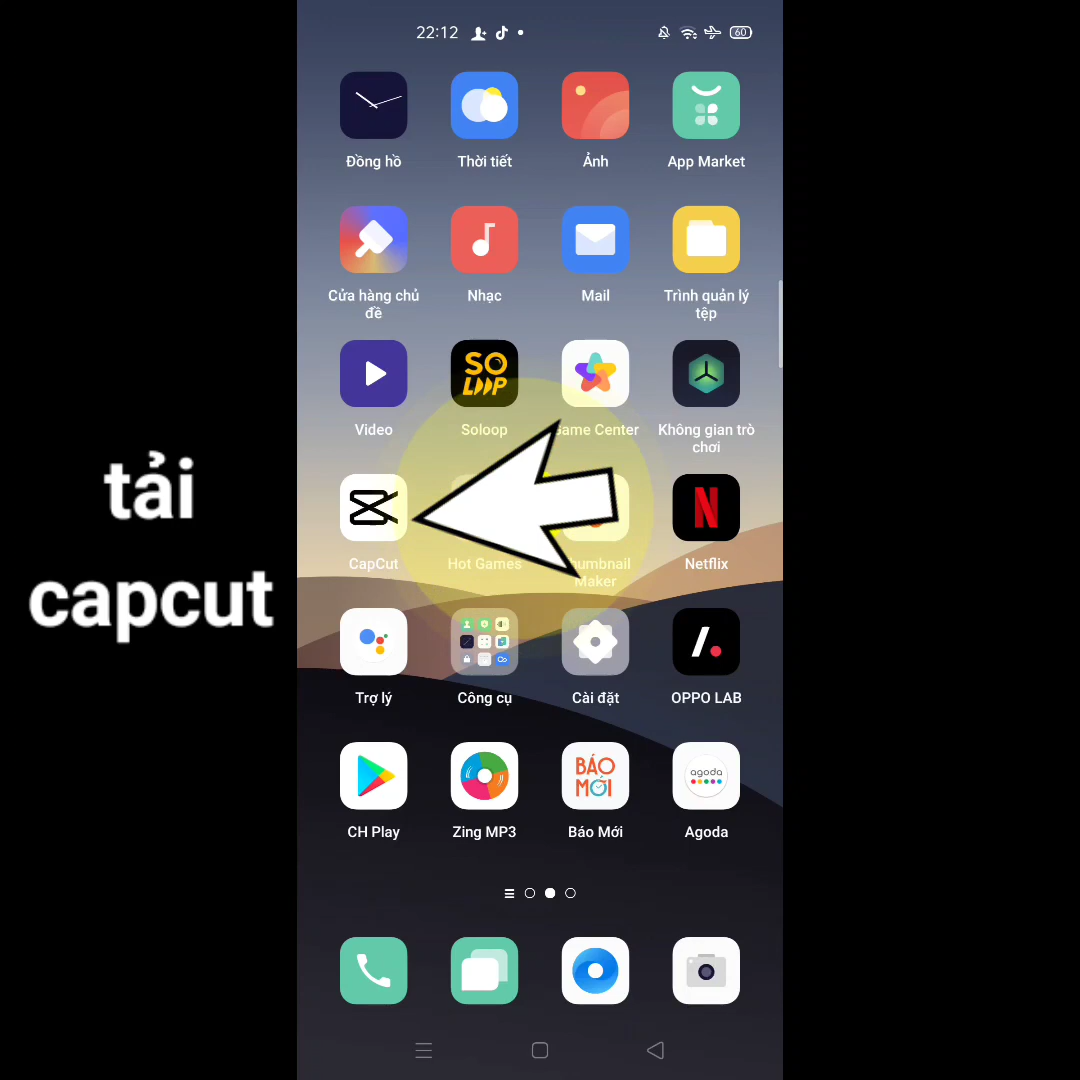 22:12
60
Đồng hồ
Thời tiết
Ảnh
App Market
Cửa hàng chủ
đề
Nhạc
Mail
Trình quản lý
tệp
SO
LOOP
Video
Soloop
Game Center
Không gian trò
chơi
tải
capcut
N
CapCut
Hot Games
Thumbnail
Maker
Netflix
Trợ lý
Công cụ
Cài đặt
OPPO LAB
BÁO
MỚI
agoda
CH Play
Zing MP3
Báo Mới
Agoda